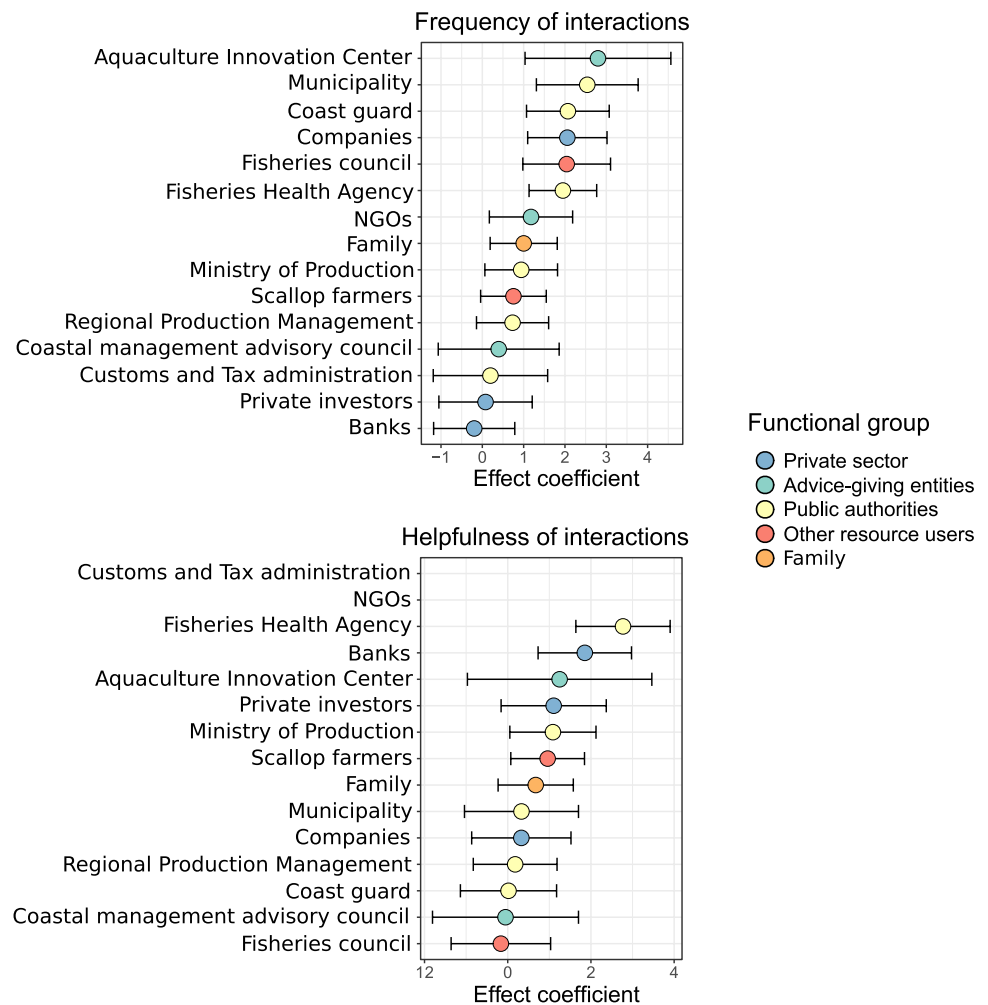 Frequency of interactions
Aquaculture Innovation Center
Municipality
Coast guard
Companies
Fisheries council
Fisheries Health Agency
NGOs
Family
Ministry of Production
Scallop farmers
Regional Production Management
Coastal management advisory council
Customs and Tax administration
Private investors
Banks
−1 0 1 2 3 4
Effect coefficient
Functional group
Private sector
Advice-giving entities
Public authorities
Other resource users
Family
Helpfulness of interactions
Customs and Tax administration
NGOs
Fisheries Health Agency
Banks
Aquaculture Innovation Center
Private investors
Ministry of Production
Scallop farmers
Family
Municipality
Companies
Regional Production Management
Coast guard
Coastal management advisory council
Fisheries council
12 0 2 4
Effect coefficient